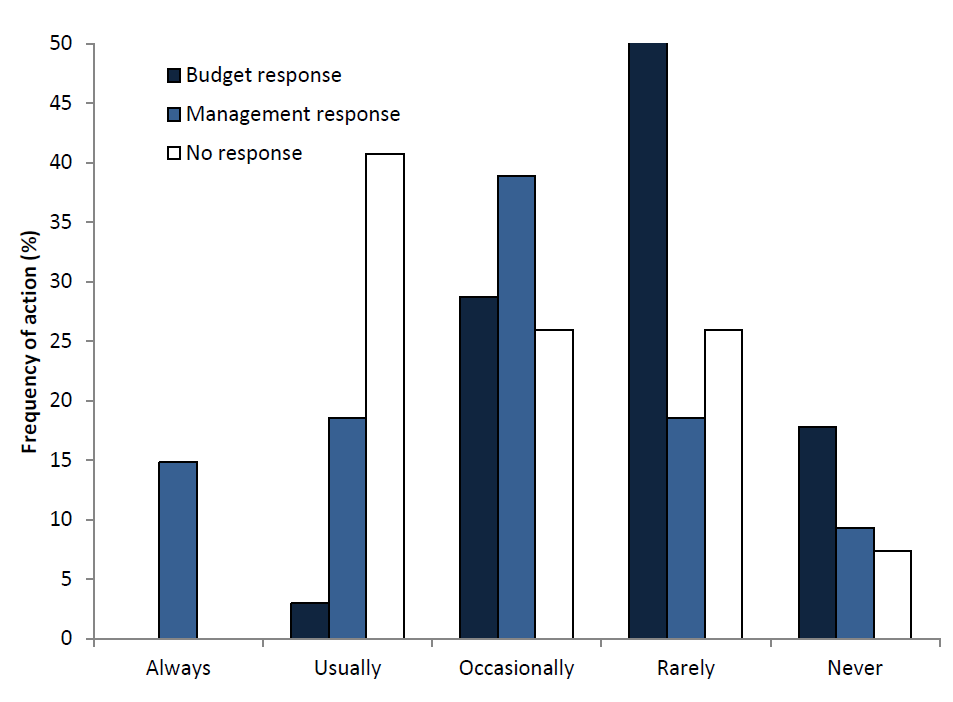 50
Budget response
45
Management response
40
No response
35
30
25
20
15
10
5
0
Frequency of action (%)
Always
Usually
Occasionally
Rarely
Never